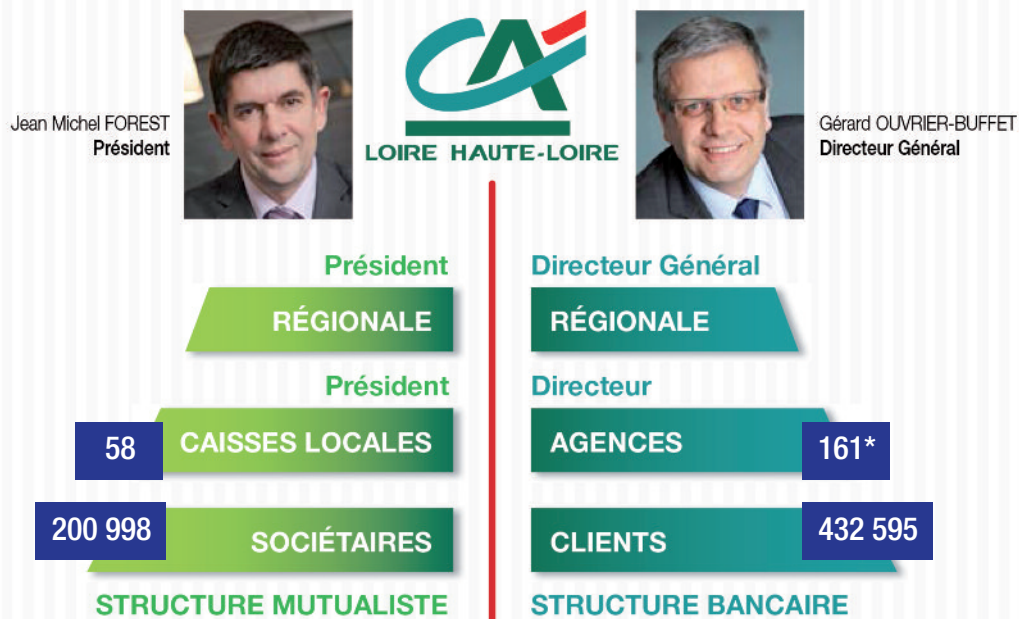 Jean Michel FOREST
Président
CA
LOIRE HAUTE-LOIRE
Gérard OUVRIER-BUFFET
Directeur Général
Président
RÉGIONALE
Président
58
CAISSES LOCALES
200 998
SOCIÉTAIRES
STRUCTURE MUTUALISTE
Directeur Général
RÉGIONALE
Directeur
AGENCES
161*
CLIENTS
432 595
STRUCTURE BANCAIRE